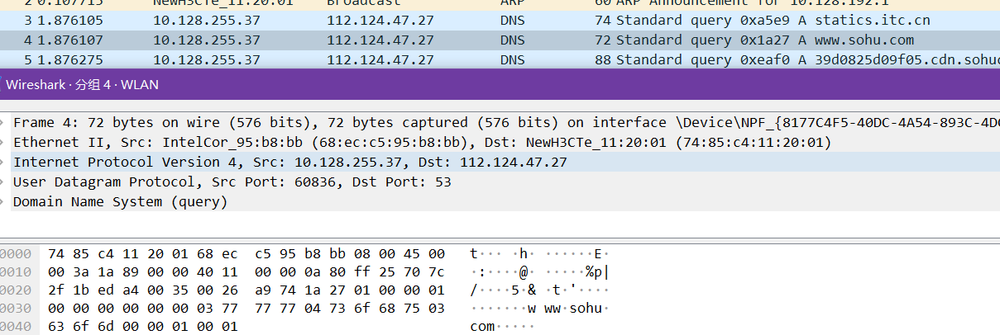 2 0.107715 NewH3CTe_11:20:01 Broadcast ARP 60 ARP Announcement for 10.128.192.1
3 1.876105 10.128.255.37 112.124.47.27 DNS 74 Standard query 0xa5e9 A statics.itc.cn
4 1.876107 10.128.255.37 112.124.47.27 DNS 72 Standard query 0x1a27 A www.sohu.com
5 1.876275 10.128.255.37 112.124.47.27 DNS 88 Standard query 0xeaf0 A 39d0825d09f05.cdn.sohuc
Wireshark · 分组 4 · WLAN
Frame 4: 72 bytes on wire (576 bits), 72 bytes captured (576 bits) on interface \Device\NPF_{8177C4F5-40DC-4A54-893C-4DC
Ethernet II, Src: IntelCor_95:b8:bb (68:ec:c5:95:b8:bb), Dst: NewH3CTe_11:20:01 (74:85:c4:11:20:01)
Internet Protocol Version 4, Src: 10.128.255.37, Dst: 112.124.47.27
User Datagram Protocol, Src Port: 60836, Dst Port: 53
Domain Name System (query)
0000 74 85 c4 11 20 01 68 ec c5 95 b8 bb 08 00 45 00 t··· ·h· ······E·
0010 00 3a 1a 89 00 00 40 11 00 00 0a 80 ff 25 70 7c ·:····@· ·····%p|
0020 2f 1b ed a4 00 35 00 26 a9 74 1a 27 01 00 00 01 /····5·& ·t·'····
0030 00 00 00 00 00 00 03 77 77 77 04 73 6f 68 75 03 ·······w ww·sohu·
0040 63 6f 6d 00 00 01 00 01 com·····